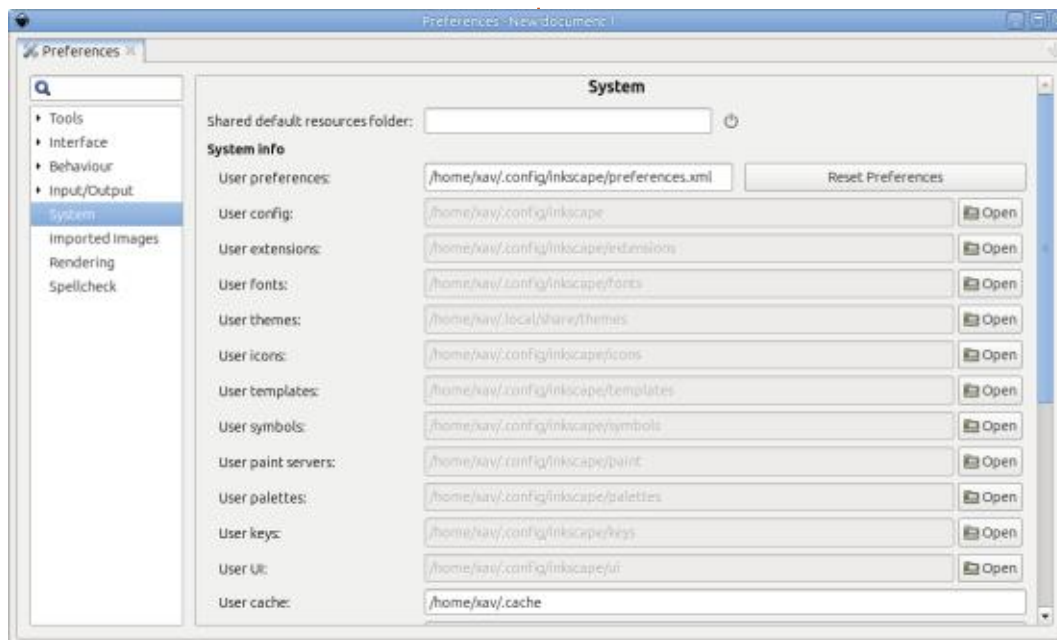 Preferences - New document 1
Preferences
System
Shared default resources folder:
Tools
System info
Interface
User preferences: /home/xav/.config/inkscape/preferences.xml Reset Preferences
Behaviour
Input/Output
System
User config: /home/xav/.config/inkscape Open
Imported Images
User extensions: /home/xav/.config/inkscape/extensions Open
Rendering
Spellcheck
User fonts: /home/xav/.config/inkscape/fonts Open
User themes: /home/xav/.local/share/themes Open
User icons: /home/xav/.config/inkscape/icons Open
User templates: /home/xav/.config/inkscape/templates Open
User symbols: /home/xav/.config/inkscape/symbols Open
User paint servers: /home/xav/.config/inkscape/paint Open
User palettes: /home/xav/.config/inkscape/palettes Open
User keys: /home/xav/.config/inkscape/keys Open
User UI: /home/xav/.config/inkscape/ui Open
User cache: /home/xav/.cache